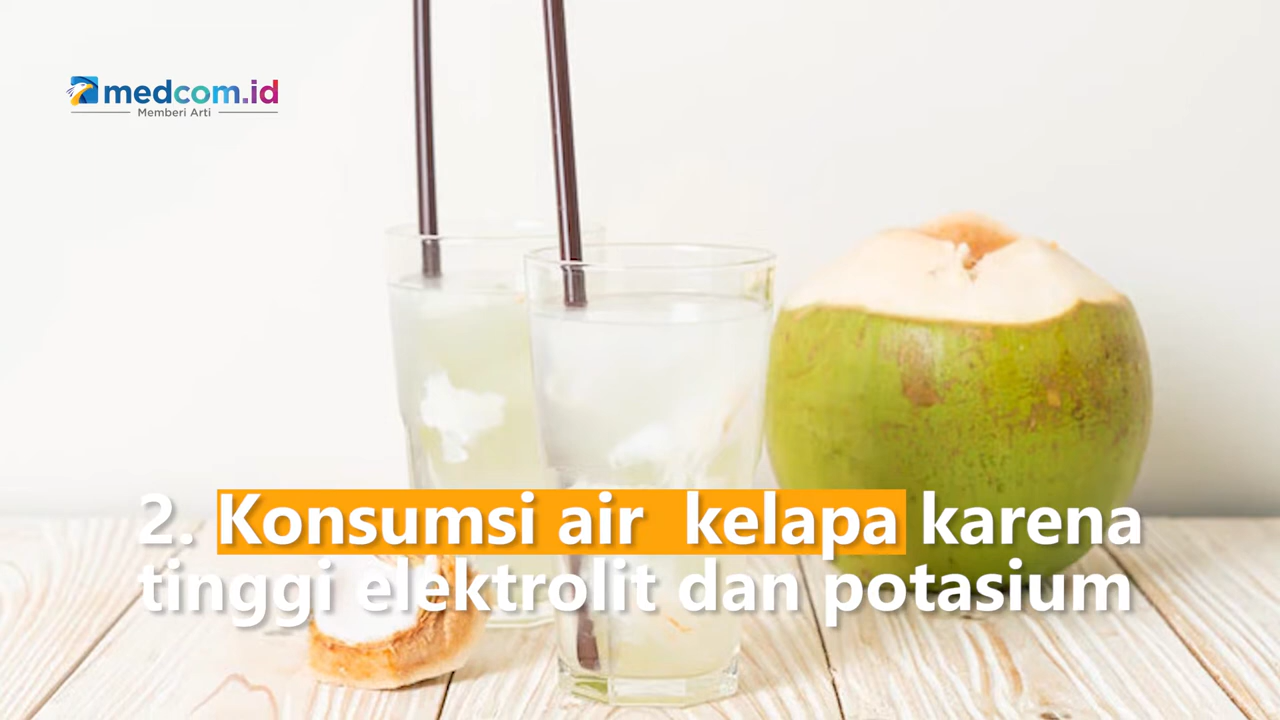 medcom.id
Memberi Arti
2. Konsumsi air kelapa karena
tinggi elektrolit dan potasium